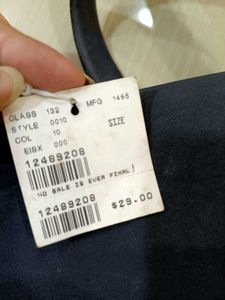 CLASS 132 MFG 1465
STYLE 0010
COL 10 SIZE
EISX 000
12489208
NO SALE IS EVER FINAL!
12489208 $29.00